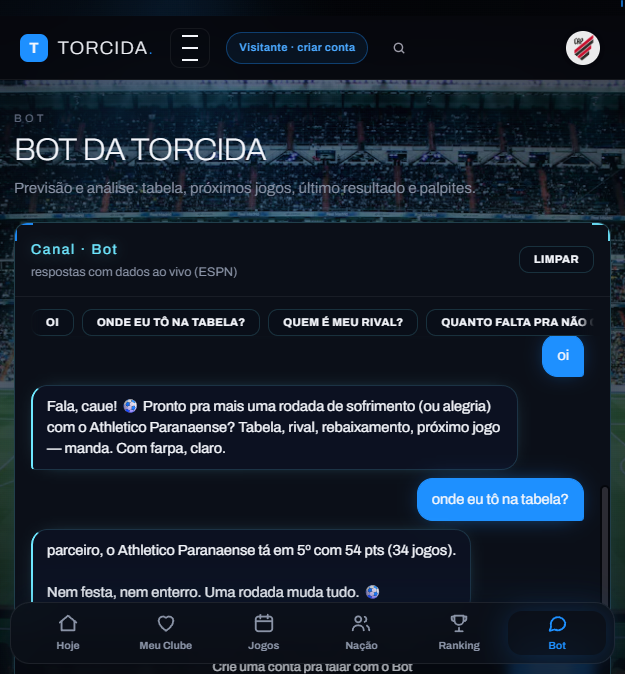 T TORCIDA.
Visitante · criar conta
CAP
BOT
BOT DA TORCIDA
Previsão e análise: tabela, próximos jogos, último resultado e palpites.
Canal · Bot
respostas com dados ao vivo (ESPN)
LIMPAR
OI
ONDE EU TÔ NA TABELA?
QUEM É MEU RIVAL?
QUANTO FALTA PRA NÃO
oi
Fala, caue! ⚽ Pronto pra mais uma rodada de sofrimento (ou alegria)
com o Athletico Paranaense? Tabela, rival, rebaixamento, próximo jogo
— manda. Com farpa, claro.
onde eu tô na tabela?
parceiro, o Athletico Paranaense tá em 5º com 54 pts (34 jogos).
Nem festa, nem enterro. Uma rodada muda tudo. ⚽
Hoje
Meu Clube
Jogos
Nação
Ranking
Bot
Crie uma conta pra falar com o Bot